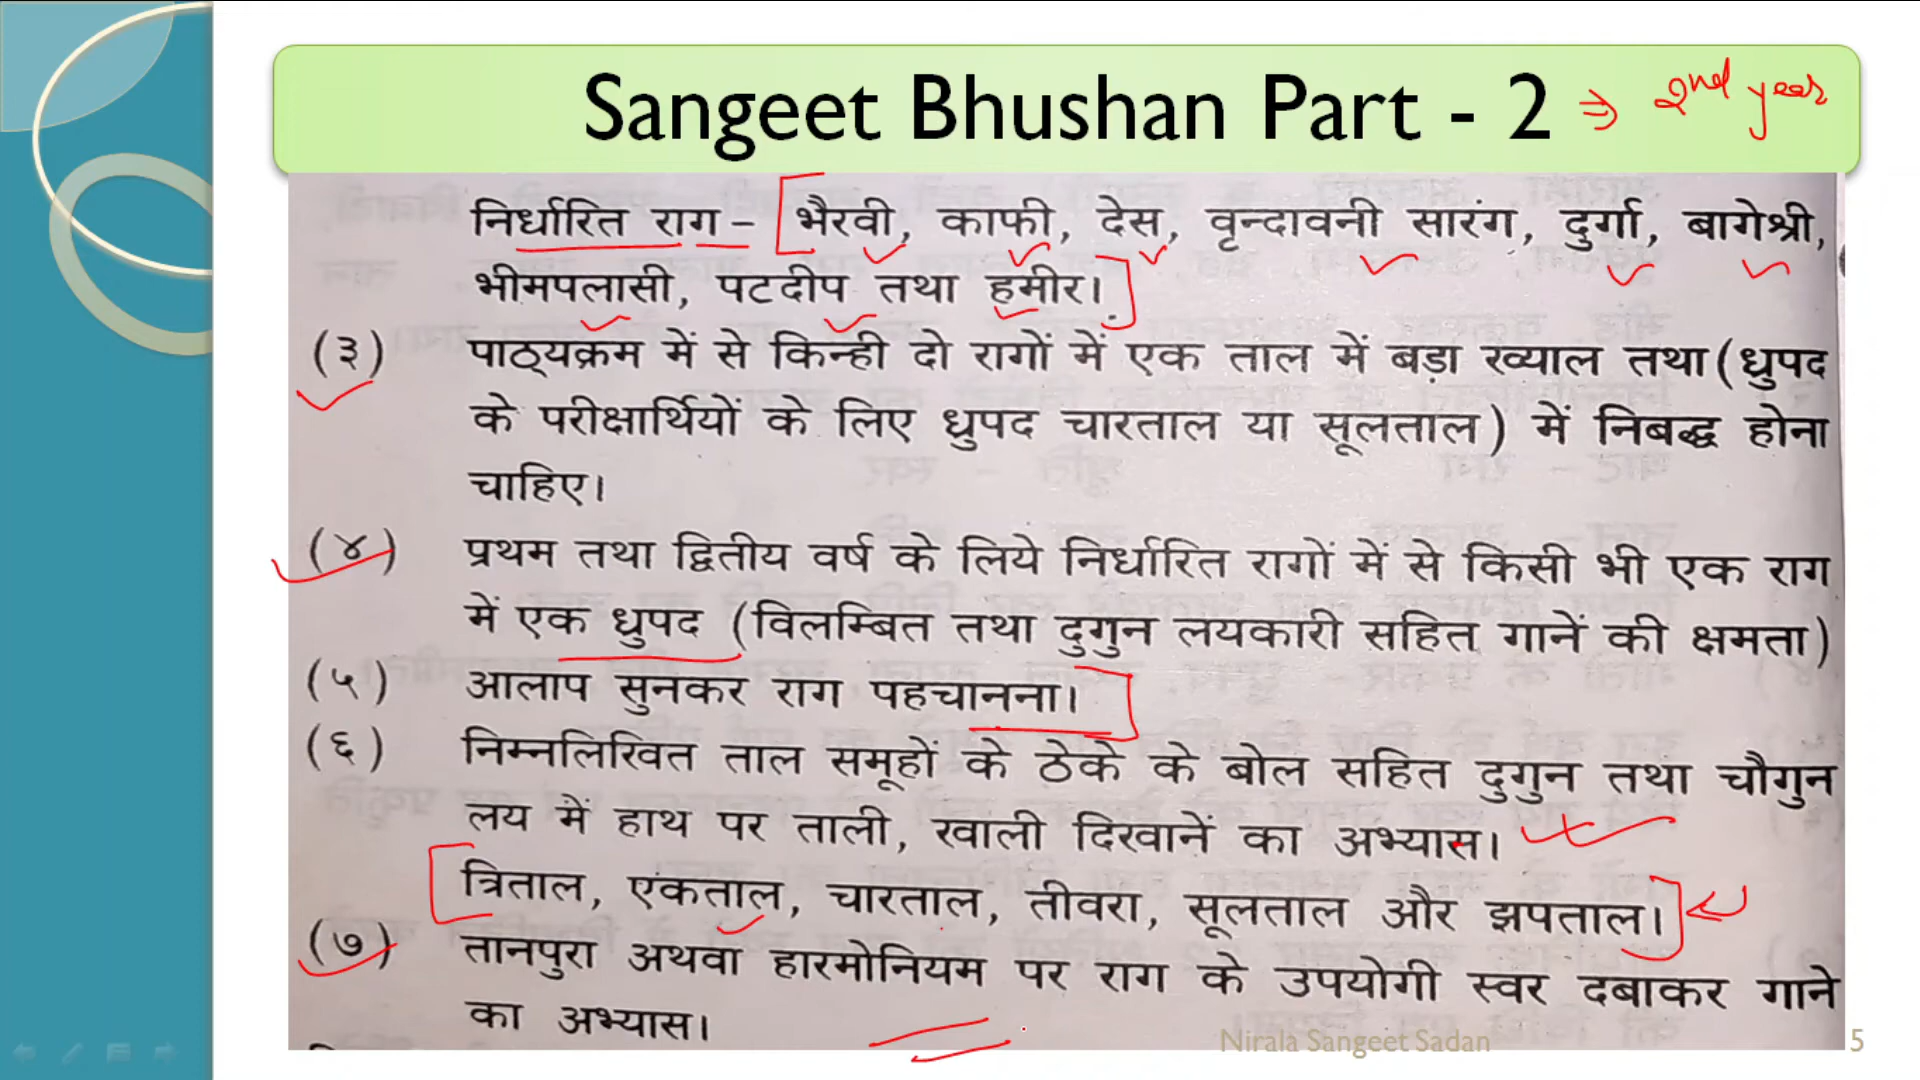 Sangeet Bhushan Part - 2 ⇒ 2nd year
निर्धारित राग– [भैरवी, काफी, देस, वृन्दावनी सारंग, दुर्गा, बागेश्री,
भीमपलासी, पटदीप तथा हमीर।]
(३) पाठ्यक्रम में से किन्ही दो रागों में एक ताल में बड़ा ख्याल तथा (ध्रुपद
के परीक्षार्थियों के लिए ध्रुपद चारताल या सूलताल) में निबद्ध होना
चाहिए।
(४) प्रथम तथा द्वितीय वर्ष के लिये निर्धारित रागों में से किसी भी एक राग
में एक ध्रुपद (विलम्बित तथा दुगुन लयकारी सहित गानें की क्षमता)
(५) आलाप सुनकर राग पहचानना।
(६) निम्नलिखित ताल समूहों के ठेके के बोल सहित दुगुन तथा चौगुन
लय में हाथ पर ताली, खाली दिखानें का अभ्यास।
[त्रिताल, एकताल, चारताल, तीवरा, सूलताल और झपताल।]
(७) तानपुरा अथवा हारमोनियम पर राग के उपयोगी स्वर दबाकर गाने
का अभ्यास।
Nirala Sangeet Sadan 5